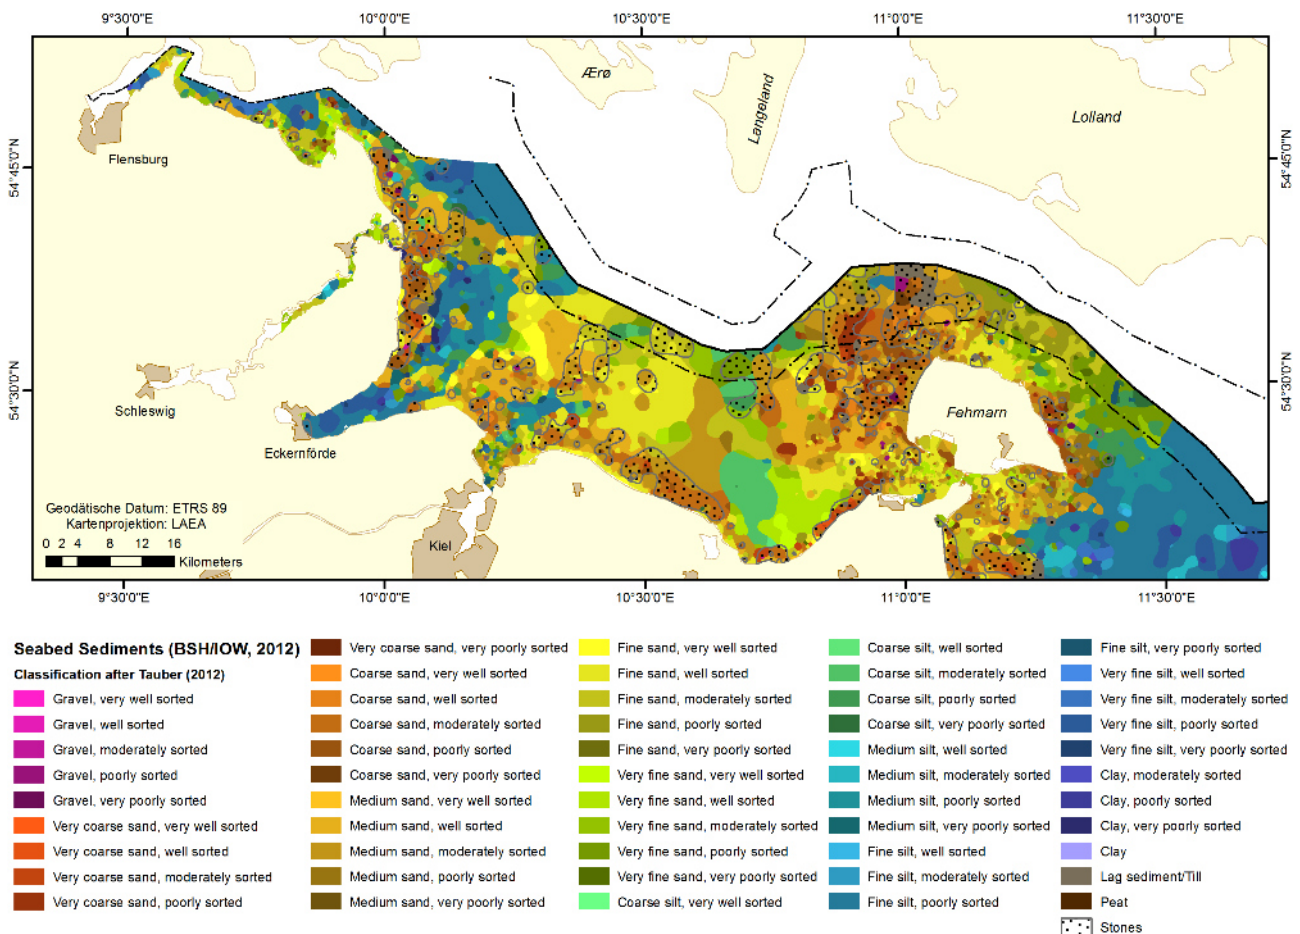 9°30'0"E
10°0'0"E
10°30'0"E
11°0'0"E
11°30'0"E
54°45'0"N
54°45'0"N
54°30'0"N
54°30'0"N
Ærø
Langeland
Lolland
Flensburg
Schleswig
Eckernförde
Fehmarn
Kiel
Geodätische Datum: ETRS 89
Kartenprojektion: LAEA
0 2 4 8 12 16
Kilometers
9°30'0"E
10°0'0"E
10°30'0"E
11°0'0"E
11°30'0"E
Seabed Sediments (BSH/IOW, 2012)
Classification after Tauber (2012)
Gravel, very well sorted
Gravel, well sorted
Gravel, moderately sorted
Gravel, poorly sorted
Gravel, very poorly sorted
Very coarse sand, very well sorted
Very coarse sand, well sorted
Very coarse sand, moderately sorted
Very coarse sand, poorly sorted
Very coarse sand, very poorly sorted
Coarse sand, very well sorted
Coarse sand, well sorted
Coarse sand, moderately sorted
Coarse sand, poorly sorted
Coarse sand, very poorly sorted
Medium sand, very well sorted
Medium sand, well sorted
Medium sand, moderately sorted
Medium sand, poorly sorted
Medium sand, very poorly sorted
Fine sand, very well sorted
Fine sand, well sorted
Fine sand, moderately sorted
Fine sand, poorly sorted
Fine sand, very poorly sorted
Very fine sand, very well sorted
Very fine sand, well sorted
Very fine sand, moderately sorted
Very fine sand, poorly sorted
Very fine sand, very poorly sorted
Coarse silt, very well sorted
Coarse silt, well sorted
Coarse silt, moderately sorted
Coarse silt, poorly sorted
Coarse silt, very poorly sorted
Medium silt, well sorted
Medium silt, moderately sorted
Medium silt, poorly sorted
Medium silt, very poorly sorted
Fine silt, well sorted
Fine silt, moderately sorted
Fine silt, poorly sorted
Fine silt, very poorly sorted
Very fine silt, well sorted
Very fine silt, moderately sorted
Very fine silt, poorly sorted
Very fine silt, very poorly sorted
Clay, moderately sorted
Clay, poorly sorted
Clay, very poorly sorted
Clay
Lag sediment/Till
Peat
Stones